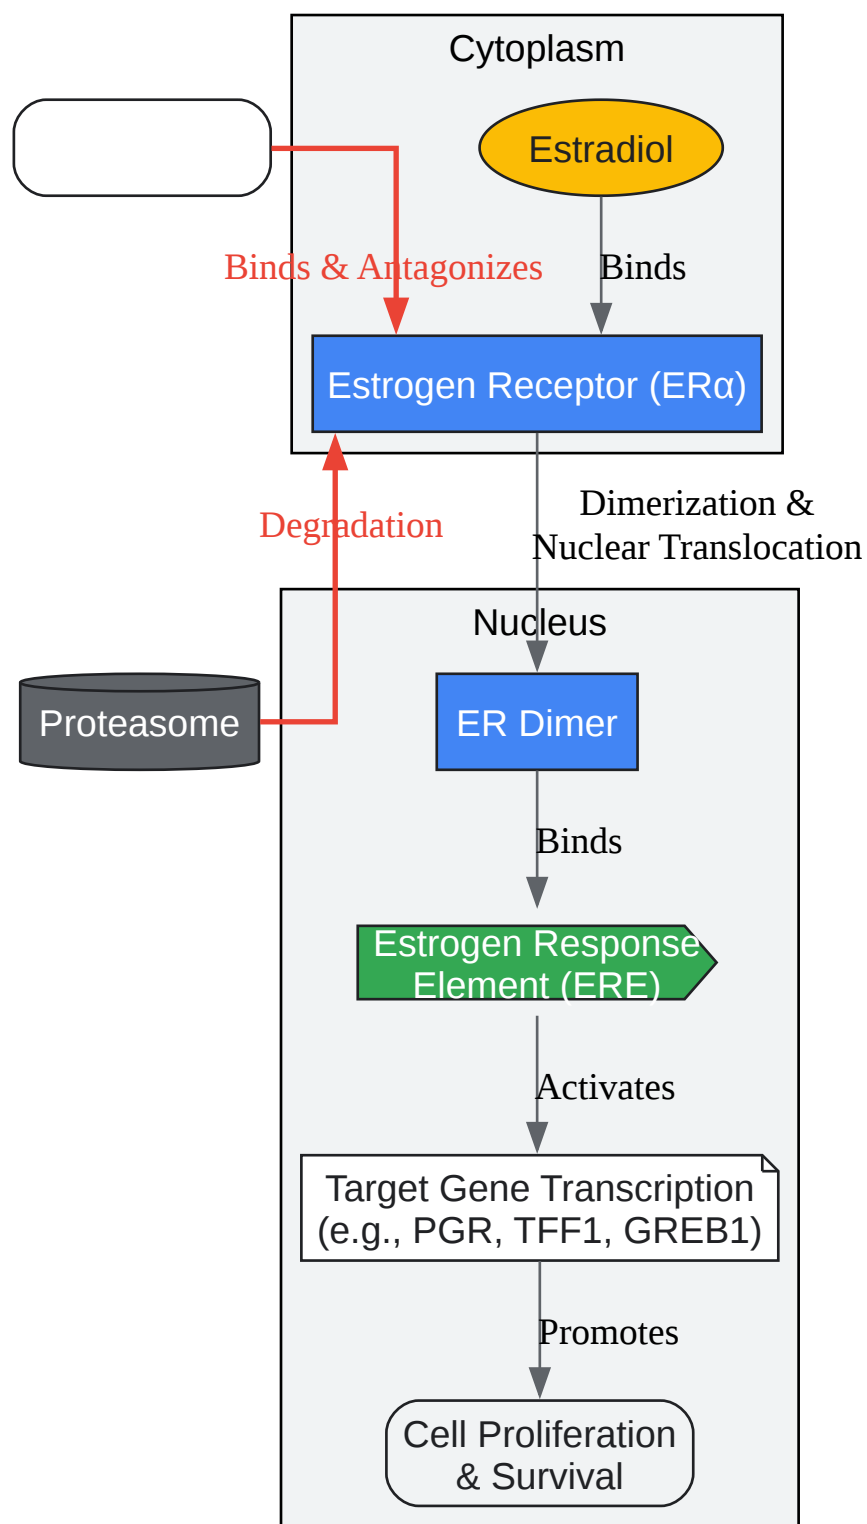 Cytoplasm
Estradiol
Binds & Antagonizes
Binds
Estrogen Receptor (ERα)
Degradation
Dimerization &
Nuclear Translocation
Nucleus
Proteasome
ER Dimer
Binds
Estrogen Response
Element (ERE)
Activates
Target Gene Transcription
(e.g., PGR, TFF1, GREB1)
Promotes
Cell Proliferation
& Survival